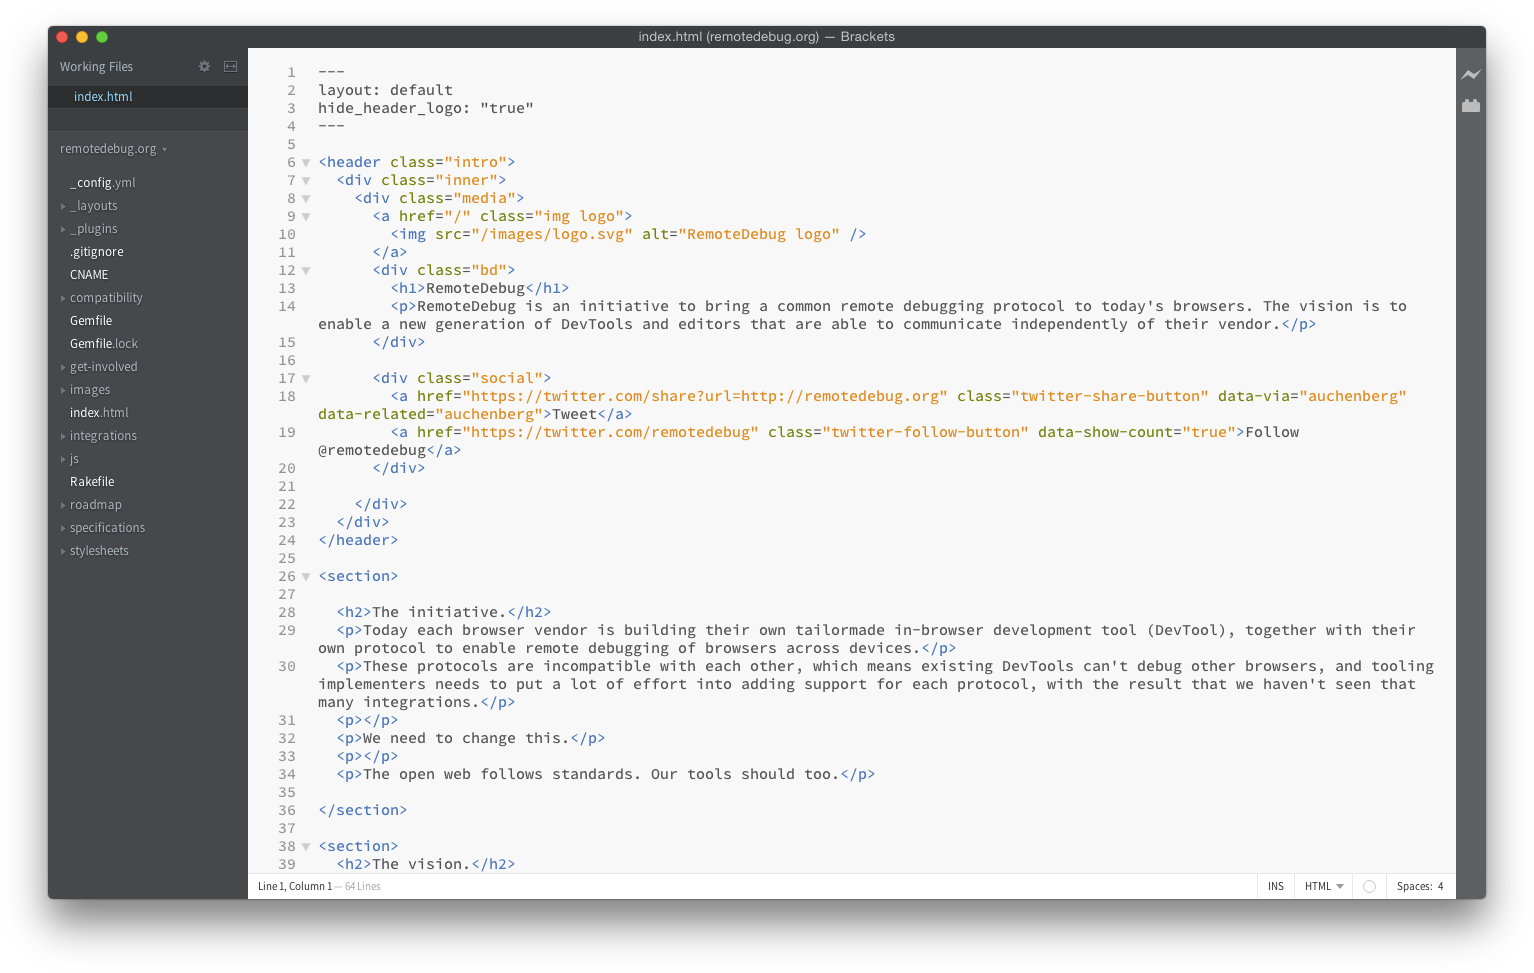 index.html (remotedebug.org) — Brackets
Working Files
index.html
remotedebug.org
_config.yml
_layouts
_plugins
.gitignore
CNAME
compatibility
Gemfile
Gemfile.lock
get-involved
images
index.html
integrations
js
Rakefile
roadmap
specifications
stylesheets
1 ---
2 layout: default
3 hide_header_logo: "true"
4 ---
5
6 <header class="intro">
7   <div class="inner">
8     <div class="media">
9       <a href="/" class="img logo">
10         <img src="/images/logo.svg" alt="RemoteDebug logo" />
11       </a>
12       <div class="bd">
13         <h1>RemoteDebug</h1>
14         <p>RemoteDebug is an initiative to bring a common remote debugging protocol to today's browsers. The vision is to
enable a new generation of DevTools and editors that are able to communicate independently of their vendor.</p>
15       </div>
16
17       <div class="social">
18         <a href="https://twitter.com/share?url=http://remotedebug.org" class="twitter-share-button" data-via="auchenberg"
data-related="auchenberg">Tweet</a>
19         <a href="https://twitter.com/remotedebug" class="twitter-follow-button" data-show-count="true">Follow
@remotedebug</a>
20       </div>
21
22     </div>
23   </div>
24 </header>
25
26 <section>
27
28   <h2>The initiative.</h2>
29   <p>Today each browser vendor is building their own tailormade in-browser development tool (DevTool), together with their
own protocol to enable remote debugging of browsers across devices.</p>
30   <p>These protocols are incompatible with each other, which means existing DevTools can't debug other browsers, and tooling
implementers needs to put a lot of effort into adding support for each protocol, with the result that we haven't seen that
many integrations.</p>
31   <p></p>
32   <p>We need to change this.</p>
33   <p></p>
34   <p>The open web follows standards. Our tools should too.</p>
35
36 </section>
37
38 <section>
39   <h2>The vision.</h2>
Line 1, Column 1 — 64 Lines
INS
HTML
Spaces: 4